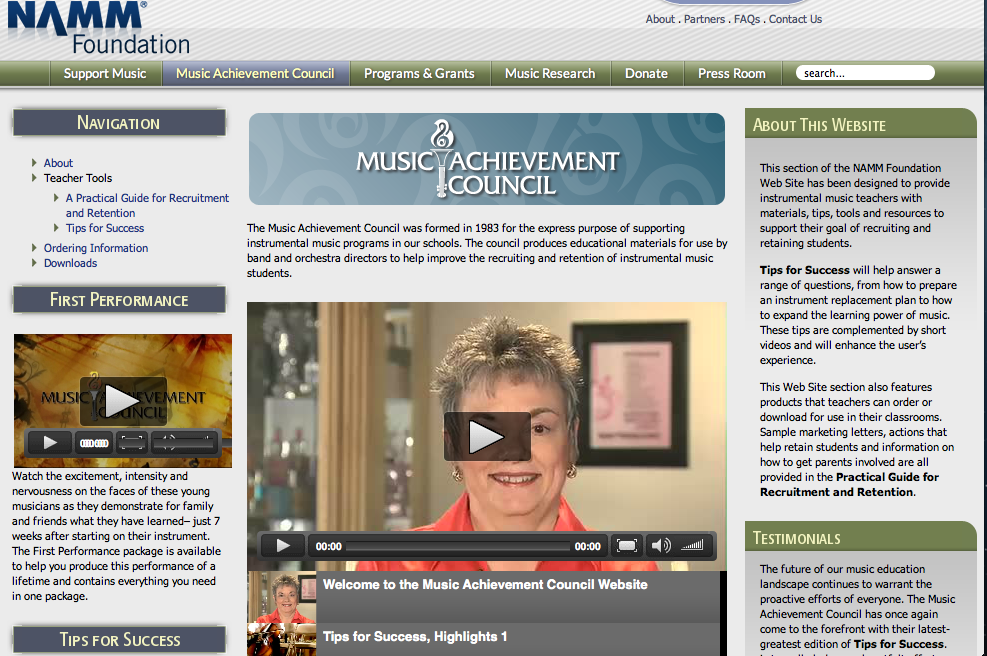 NAMM®
Foundation
About . Partners . FAQs . Contact Us
Support Music
Music Achievement Council
Programs & Grants
Music Research
Donate
Press Room
search...
NAVIGATION
About
Teacher Tools
A Practical Guide for Recruitment
and Retention
Tips for Success
Ordering Information
Downloads
FIRST PERFORMANCE
MUSIC ACHIEVEMENT
COUNCIL
Watch the excitement, intensity and
nervousness on the faces of these young
musicians as they demonstrate for family
and friends what they have learned– just 7
weeks after starting on their instrument.
The First Performance package is available
to help you produce this performance of a
lifetime and contains everything you need
in one package.
TIPS FOR SUCCESS
MUSIC ACHIEVEMENT
COUNCIL
The Music Achievement Council was formed in 1983 for the express purpose of supporting
instrumental music programs in our schools. The council produces educational materials for use by
band and orchestra directors to help improve the recruiting and retention of instrumental music
students.
00:00
00:00
Welcome to the Music Achievement Council Website
Tips for Success, Highlights 1
ABOUT THIS WEBSITE
This section of the NAMM Foundation
Web Site has been designed to provide
instrumental music teachers with
materials, tips, tools and resources to
support their goal of recruiting and
retaining students.
Tips for Success will help answer a
range of questions, from how to prepare
an instrument replacement plan to how
to expand the learning power of music.
These tips are complemented by short
videos and will enhance the user's
experience.
This Web Site section also features
products that teachers can order or
download for use in their classrooms.
Sample marketing letters, actions that
help retain students and information on
how to get parents involved are all
provided in the Practical Guide for
Recruitment and Retention.
TESTIMONIALS
The future of our music education
landscape continues to warrant the
proactive efforts of everyone. The Music
Achievement Council has once again
come to the forefront with their latest-
greatest edition of Tips for Success.